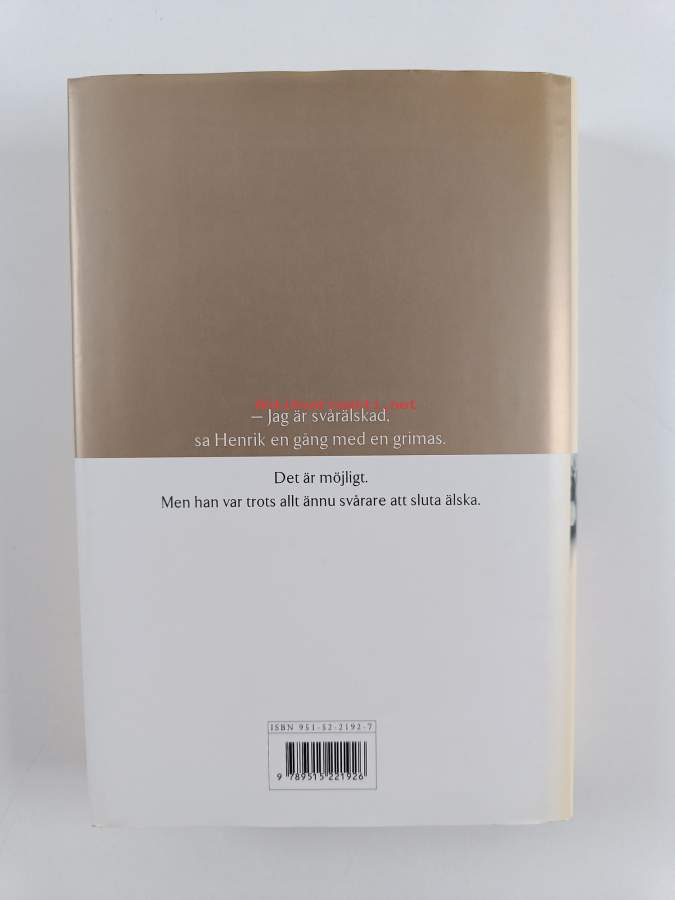 — Jag är svårälskad,
sa Henrik en gång med en grimas.
Det är möjligt.
Men han var trots allt ännu svårare att sluta älska.
ISBN 951-52-2192-7
9 789515 221926